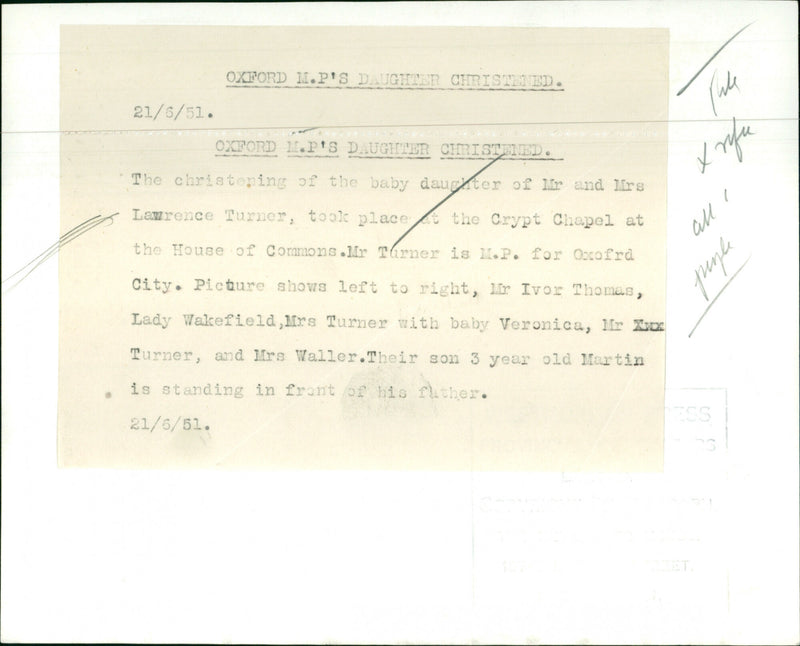 OXFORD M.P'S DAUGHTER CHRISTENED.
21/6/51.
OXFORD M.P'S DAUGHTER CHRISTENED.
The christening of the baby daughter of Mr and Mrs
Lawrence Turner, took place at the Crypt Chapel at
the House of Commons.Mr Turner is M.P. for Oxofrd
City. Picture shows left to right, Mr Ivor Thomas,
Lady Wakefield,Mrs Turner with baby Veronica, Mr Xxx
Turner, and Mrs Waller.Their son 3 year old Martin
is standing in front of his father.
21/6/51.
all
people